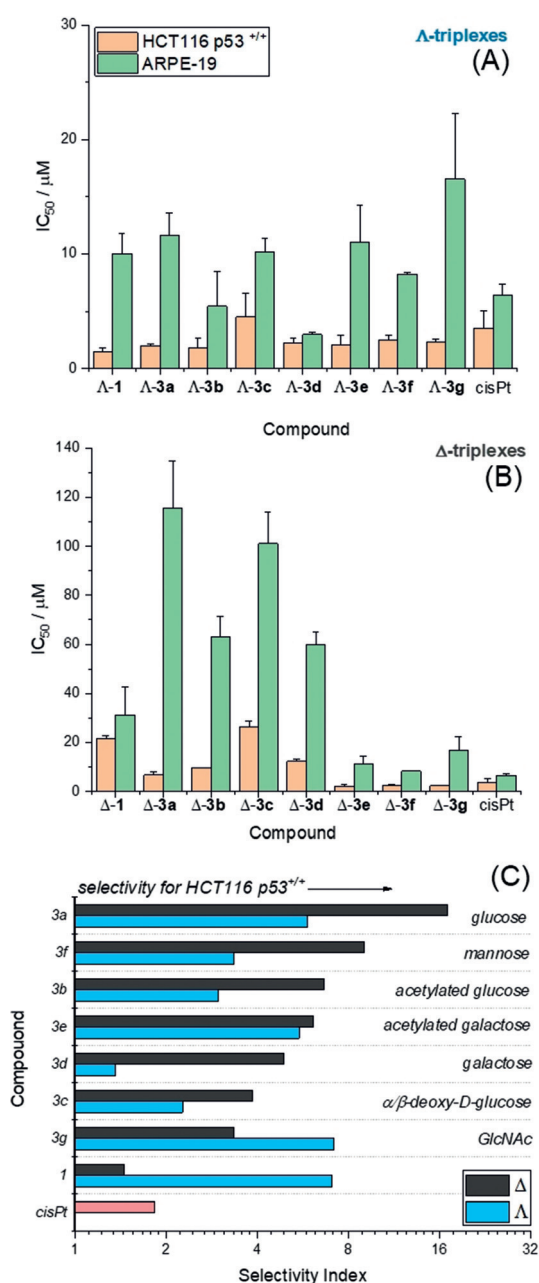 HCT116 p53 +/+
ARPE-19
Λ-triplexes
(A)
30
20
10
0
IC50 / µM
Λ-1 Λ-3a Λ-3b Λ-3c Λ-3d Λ-3e Λ-3f Λ-3g cisPt
Compound
Δ-triplexes
(B)
140
120
100
80
60
40
20
0
IC50 / µM
Δ-1 Δ-3a Δ-3b Δ-3c Δ-3d Δ-3e Δ-3f Δ-3g cisPt
Compound
(C)
selectivity for HCT116 p53+/+
3a glucose
3f mannose
3b acetylated glucose
3e acetylated galactose
3d galactose
3c α/β-deoxy-D-glucose
3g GlcNAc
1
cisPt
Compound
Δ
Λ
1 2 4 8 16 32
Selectivity Index